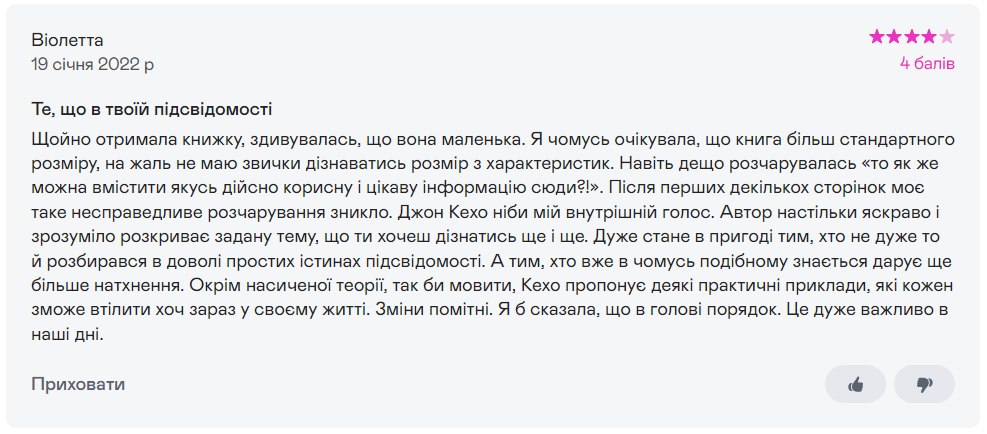 Віолетта
19 січня 2022 р
4 балів
Те, що в твоїй підсвідомості
Щойно отримала книжку, здивувалась, що вона маленька. Я чомусь очікувала, що книга більш стандартного
розміру, на жаль не маю звички дізнаватись розмір з характеристик. Навіть дещо розчарувалась «то як же
можна вмістити якусь дійсно корисну і цікаву інформацію сюди?!». Після перших декількох сторінок моє
таке несправедливе розчарування зникло. Джон Кехо ніби мій внутрішній голос. Автор настільки яскраво і
зрозуміло розкриває задану тему, що ти хочеш дізнатись ще і ще. Дуже стане в пригоді тим, хто не дуже то
й розбирався в доволі простих істинах підсвідомості. А тим, хто вже в чомусь подібному знається дарує ще
більше натхнення. Окрім насиченої теорії, так би мовити, Кехо пропонує деякі практичні приклади, які кожен
зможе втілити хоч зараз у своєму житті. Зміни помітні. Я б сказала, що в голові порядок. Це дуже важливо в
наші дні.
Приховати